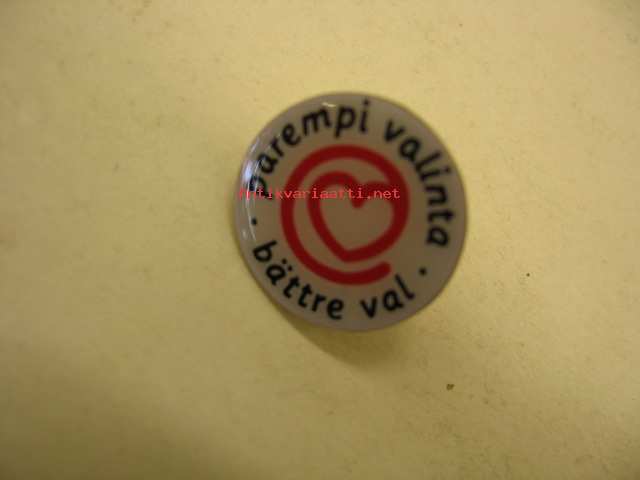 parempi valinta
Antikvariaatti.net
· bättre val ·